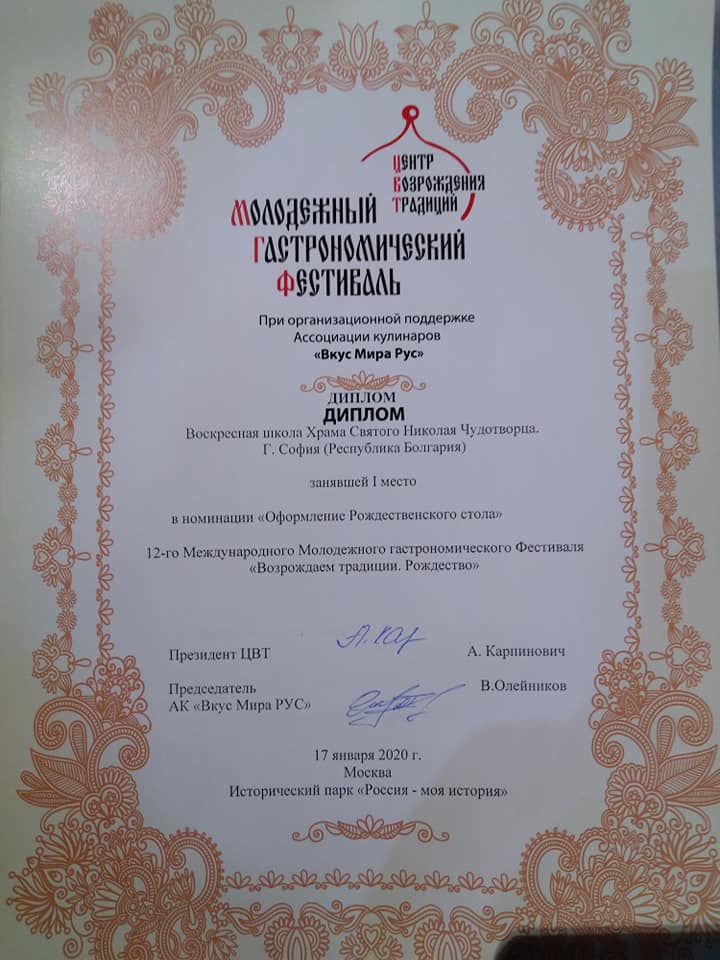 Центр
Возрождения
Традиций
Молодежный
Гастрономический
Фестиваль
При организационной поддержке
Ассоциации кулинаров
«Вкус Мира Рус»
ДИПЛОМ
ДИПЛОМ
Воскресная школа Храма Святого Николая Чудотворца.
Г. София (Республика Болгария)
занявшей I место
в номинации «Оформление Рождественского стола»
12-го Международного Молодежного гастрономического Фестиваля
«Возрождаем традиции. Рождество»
Президент ЦВТ А. Карпинович
Председатель В.Олейников
АК «Вкус Мира РУС»
17 января 2020 г.
Москва
Исторический парк «Россия - моя история»